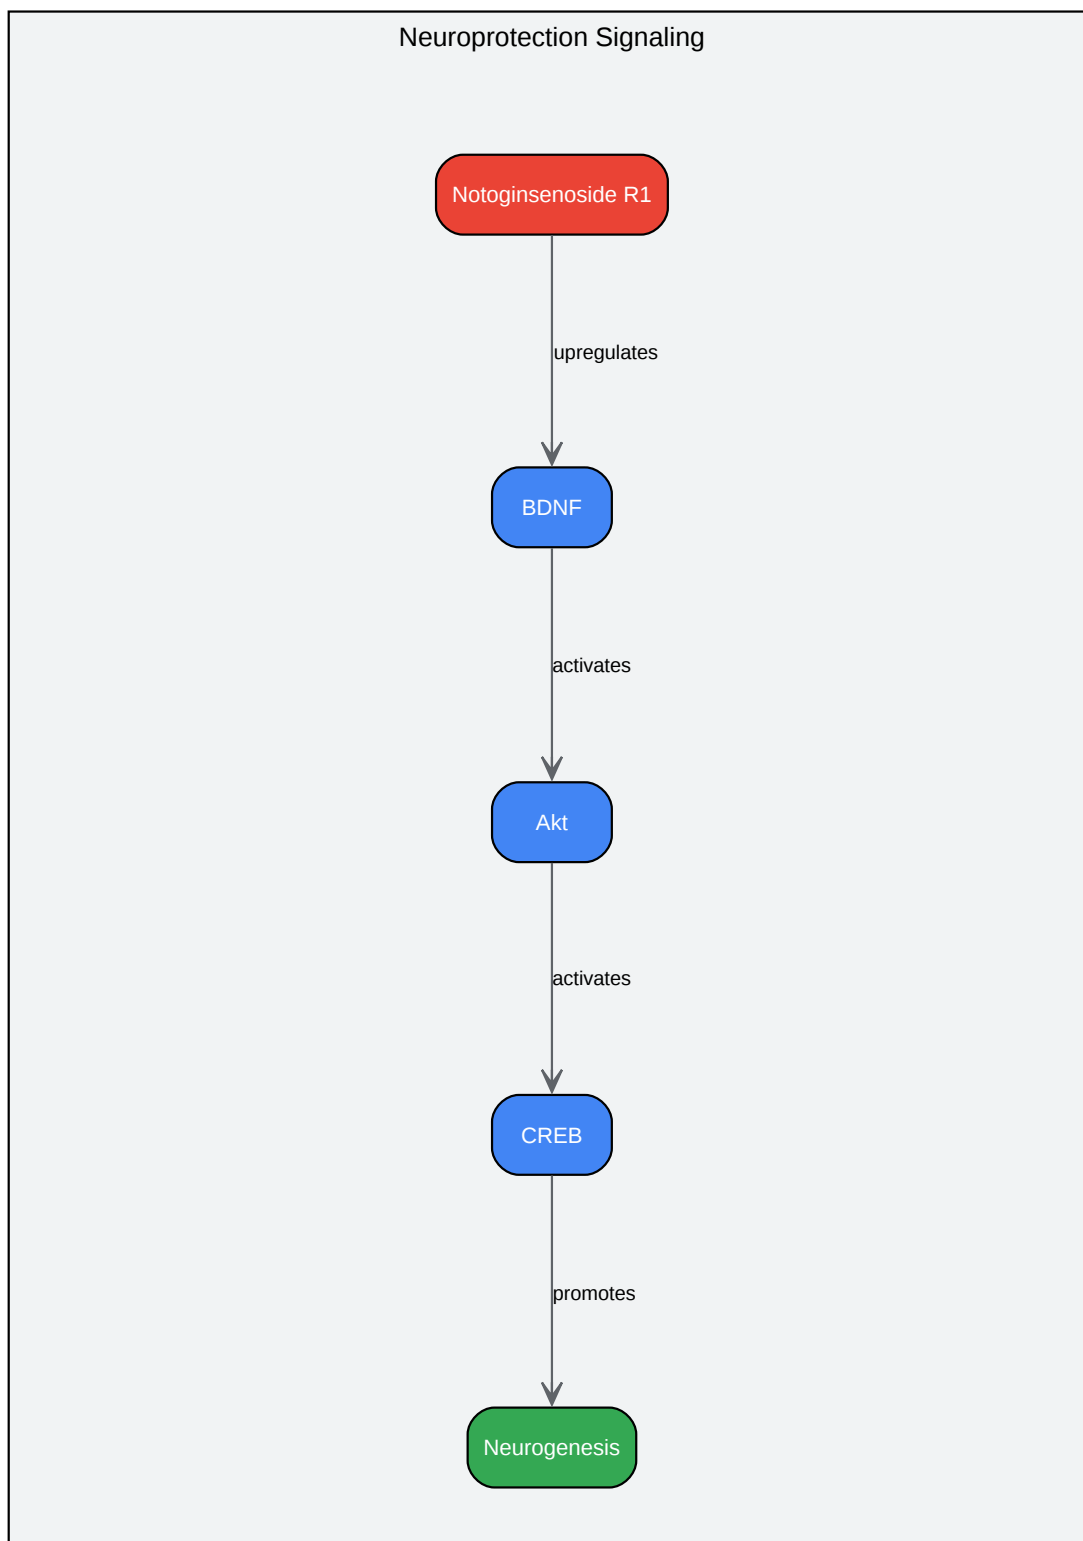 Neuroprotection Signaling
Notoginsenoside R1
upregulates
BDNF
activates
Akt
activates
CREB
promotes
Neurogenesis